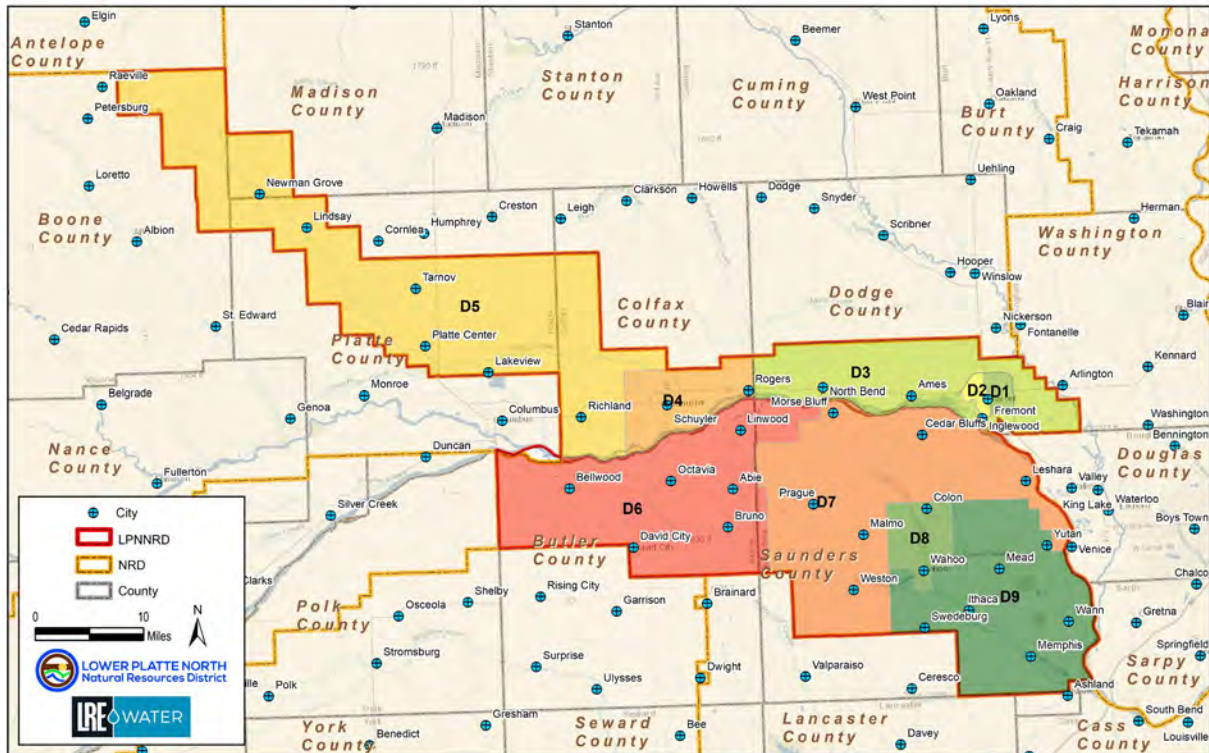 Elgin
Antelope
County
Raeville
Petersburg
Loretto
Boone
County
Albion
Cedar Rapids
St. Edward
Madison
County
Madison
Newman Grove
Lindsay
Cornlea
Humphrey
Creston
Tarnov
D5
Platte Center
Platte
County
Lakeview
Monroe
Columbus
Richland
Belgrade
Genoa
Duncan
Nance
County
Fullerton
Silver Creek
Stanton
Stanton
County
Leigh
Clarkson
Howells
Colfax
County
D4
Schuyler
Rogers
Beemer
Cuming
County
West Point
Dodge
Snyder
Scribner
Hooper
Winslow
Dodge
County
Nickerson
Fontanelle
D3
North Bend
Morse Bluff
Ames
D2
D1
Fremont
Inglewood
Cedar Bluffs
Linwood
Lyons
Oakland
Burt
County
Craig
Uehling
Tekamah
Monona
County
Harrison
County
Herman
Washington
County
Blair
Kennard
Arlington
Washington
Bennington
Douglas
County
Leshara
Valley
King Lake
Waterloo
Boys Town
Yutan
Venice
Chalco
Bellwood
Octavia
Abie
D6
Bruno
David City
Butler
County
Prague
D7
Malmo
Colon
D8
Wahoo
Mead
Saunders
County
Weston
Ithaca
D9
Swedeburg
Wann
Memphis
Gretna
Springfield
Sarpy
County
Ashland
South Bend
Louisville
Cass
County
Clarks
Polk
County
Osceola
Shelby
Rising City
Garrison
Brainard
Stromsburg
Surprise
Ulysses
Dwight
Valparaiso
Ceresco
Polk
York
County
Benedict
Gresham
Seward
County
Bee
Lancaster
County
Davey
City
LPNNRD
NRD
County
0 10
Miles
N
LOWER PLATTE NORTH
Natural Resources District
LRE WATER